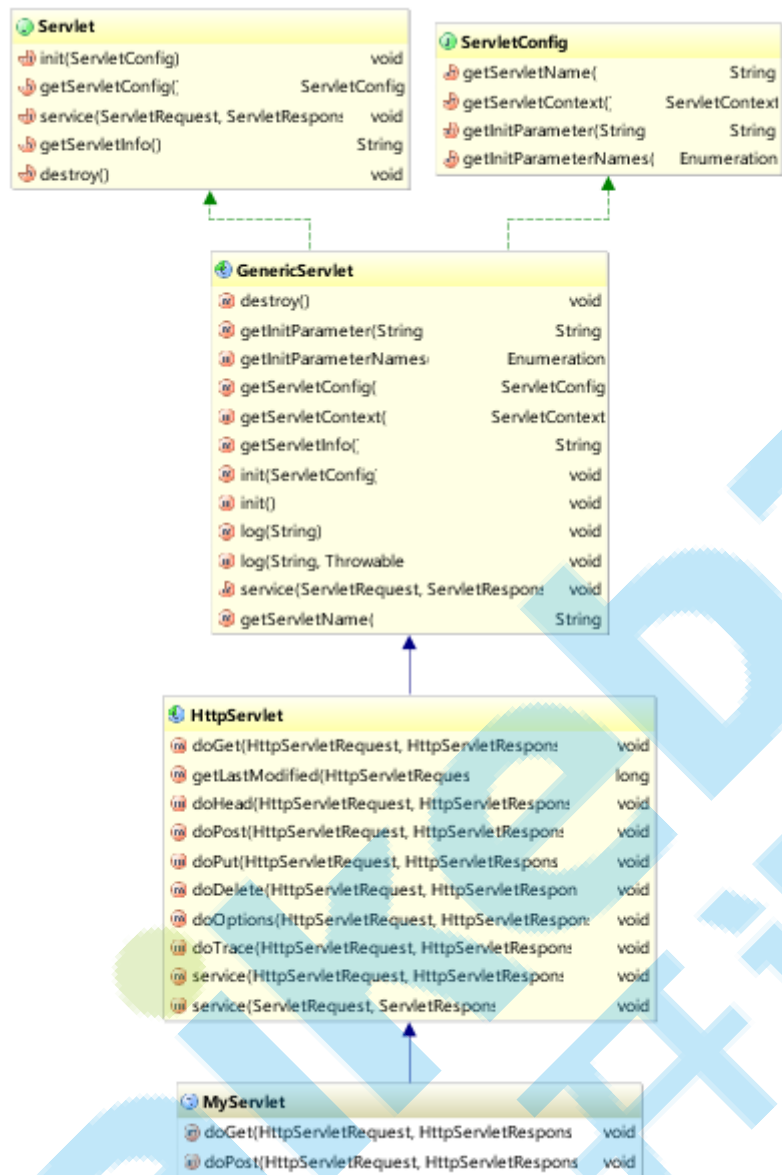 Servlet
init(ServletConfig) void
getServletConfig( ServletConfig
service(ServletRequest, ServletRespons void
getServletInfo() String
destroy() void
ServletConfig
getServletName( String
getServletContext( ServletContext
getInitParameter(String String
getInitParameterNames( Enumeration
GenericServlet
destroy() void
getInitParameter(String String
getInitParameterNames( Enumeration
getServletConfig( ServletConfig
getServletContext( ServletContext
getServletInfo( String
init(ServletConfig void
init() void
log(String) void
log(String, Throwable void
service(ServletRequest, ServletRespons void
getServletName( String
HttpServlet
doGet(HttpServletRequest, HttpServletRespons void
getLastModified(HttpServletReques long
doHead(HttpServletRequest, HttpServletRespons void
doPost(HttpServletRequest, HttpServletRespons void
doPut(HttpServletRequest, HttpServletRespons void
doDelete(HttpServletRequest, HttpServletRespon void
doOptions(HttpServletRequest, HttpServletRespon void
doTrace(HttpServletRequest, HttpServletRespons void
service(HttpServletRequest, HttpServletRespons void
service(ServletRequest, ServletRespons void
MyServlet
doGet(HttpServletRequest, HttpServletRespons void
doPost(HttpServletRequest, HttpServletRespons void